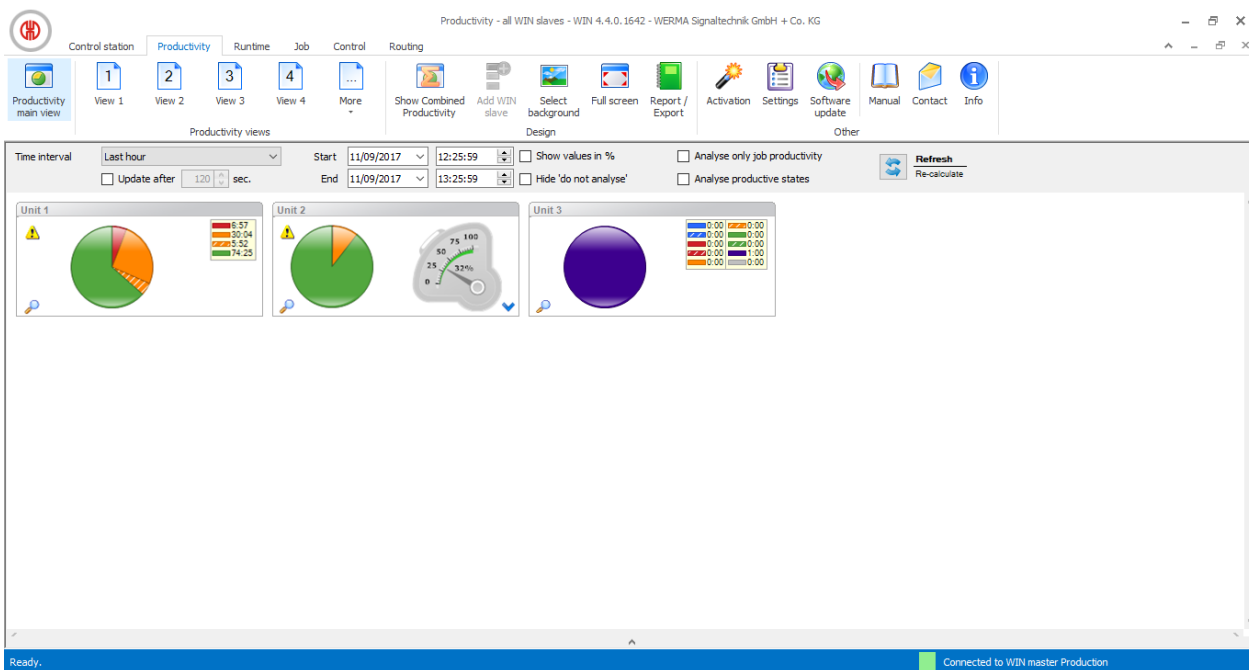 Productivity - all WIN slaves - WIN 4.4.0.1642 - WERMA Signaltechnik GmbH + Co. KG
Control station Productivity Runtime Job Control Routing
1 2 3 4 ...
Productivity main view View 1 View 2 View 3 View 4 More Show Combined Productivity Add WIN slave Select background Full screen Report / Export Activation Settings Software update Manual Contact Info
Productivity views Design Other
Time interval Last hour Start 11/09/2017 12:25:59 Show values in % Analyse only job productivity Refresh
Update after 120 sec. End 11/09/2017 13:25:59 Hide 'do not analyse' Analyse productive states Re-calculate
Unit 1
6:57
30:04
5:52
74:25
Unit 2
0 25 50 75 100
32%
Unit 3
0:00 0:00
0:00 0:00
0:00 0:00
0:00 1:00
0:00 0:00
Ready. Connected to WIN master Production